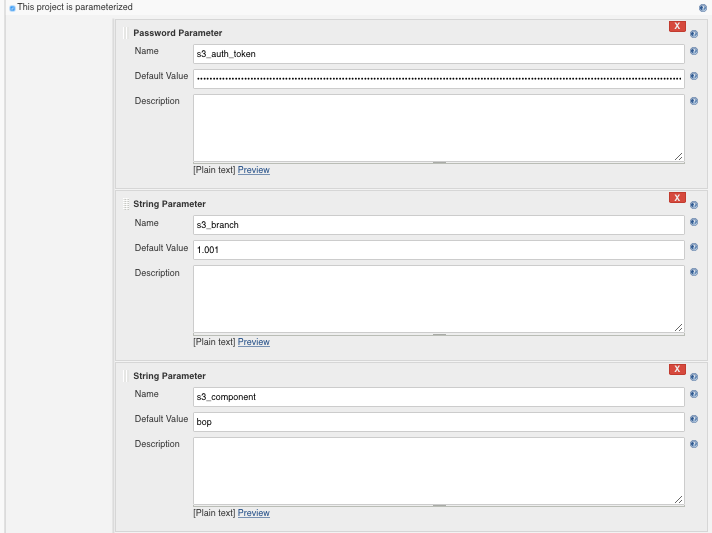 This project is parameterized
X
Password Parameter
Name s3_auth_token
Default Value ••••••••••••••••••••••••••••••••••••••••••••••••••••••••••••••••••••••••••••••••••••••••••••••••••••••••••••••••••••••••••••••••••••••••••••
Description
[Plain text] Preview
X
String Parameter
Name s3_branch
Default Value 1.001
Description
[Plain text] Preview
X
String Parameter
Name s3_component
Default Value bop
Description
[Plain text] Preview